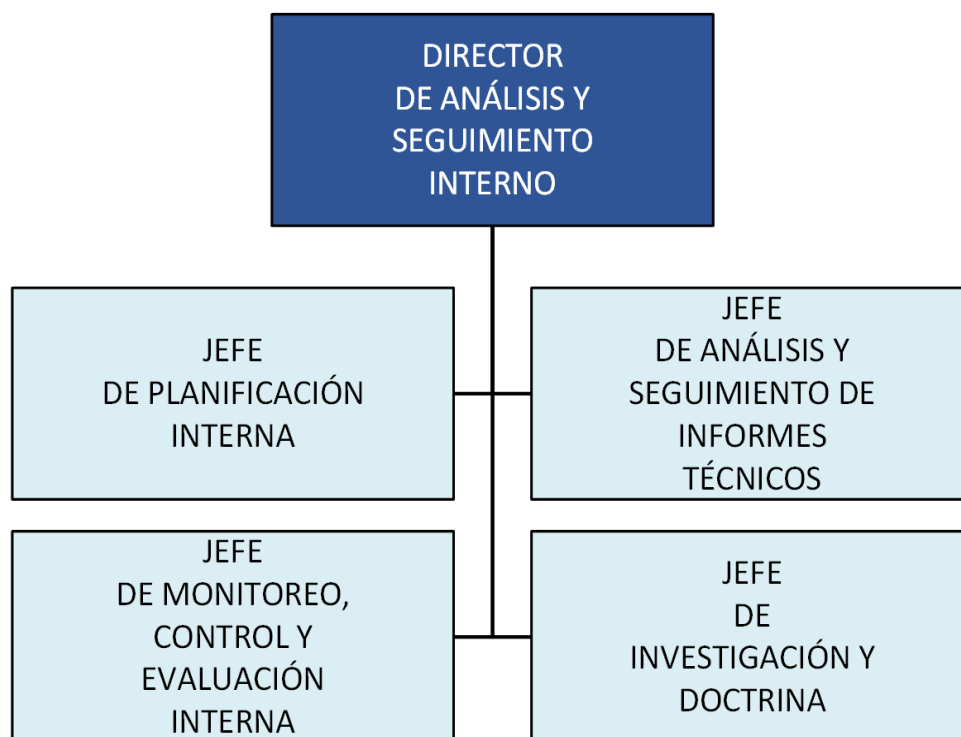 DIRECTOR
DE ANÁLISIS Y
SEGUIMIENTO
INTERNO
JEFE
DE PLANIFICACIÓN
INTERNA
JEFE
DE ANÁLISIS Y
SEGUIMIENTO DE
INFORMES
TÉCNICOS
JEFE
DE MONITOREO,
CONTROL Y
EVALUACIÓN
INTERNA
JEFE
DE
INVESTIGACIÓN Y
DOCTRINA